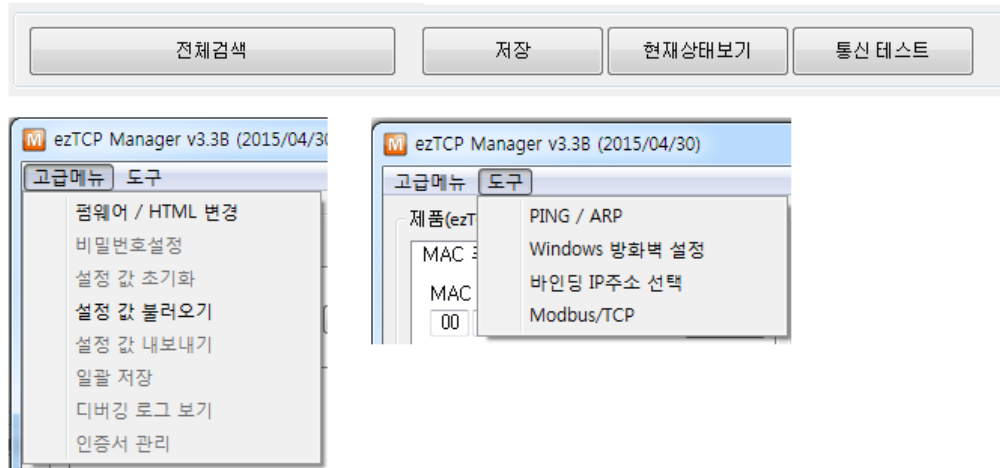 전체검색
저장
현재상태보기
통신 테스트
ezTCP Manager v3.3B (2015/04/30
고급메뉴 도구
펌웨어 / HTML 변경
비밀번호설정
설정 값 초기화
설정 값 불러오기
설정 값 내보내기
일괄 저장
디버깅 로그 보기
인증서 관리
ezTCP Manager v3.3B (2015/04/30)
고급메뉴 도구
제품(ezT
MAC
MAC
00
PING / ARP
Windows 방화벽 설정
바인딩 IP주소 선택
Modbus/TCP